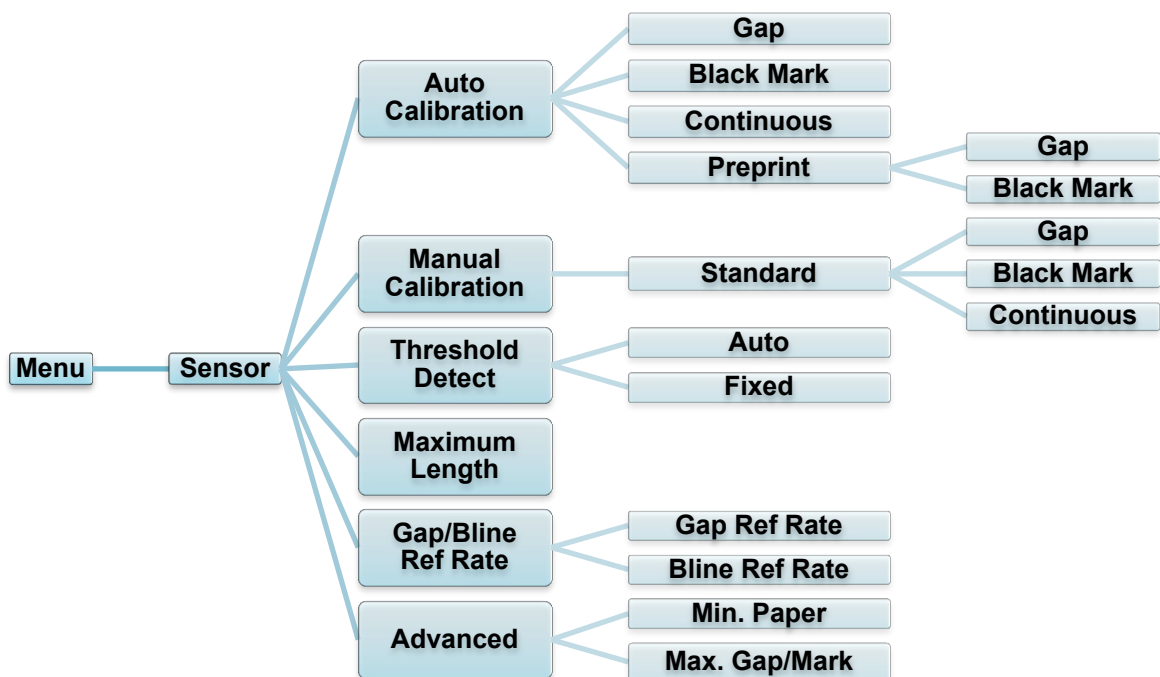 Menu
Sensor
Auto
Calibration
Gap
Black Mark
Continuous
Preprint
Gap
Black Mark
Manual
Calibration
Standard
Gap
Black Mark
Continuous
Threshold
Detect
Auto
Fixed
Maximum
Length
Gap/Bline
Ref Rate
Gap Ref Rate
Bline Ref Rate
Advanced
Min. Paper
Max. Gap/Mark